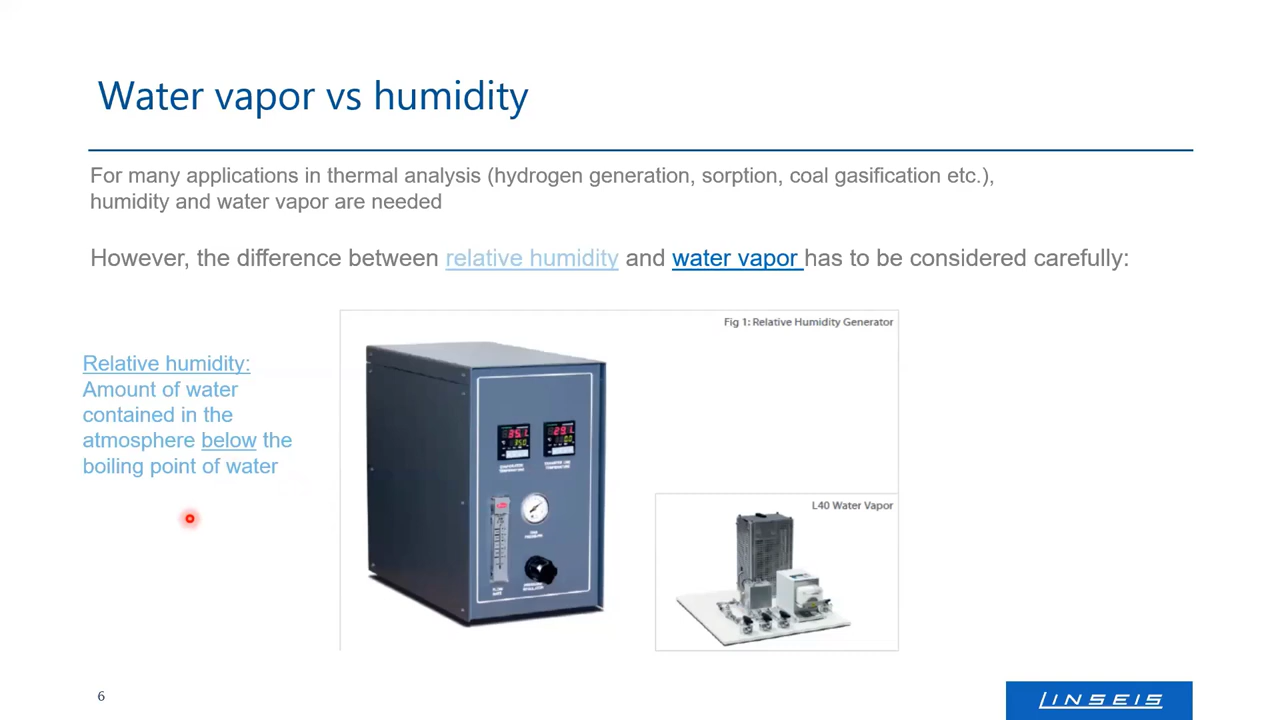 Water vapor vs humidity
For many applications in thermal analysis (hydrogen generation, sorption, coal gasification etc.),
humidity and water vapor are needed
However, the difference between relative humidity and water vapor has to be considered carefully:
Fig 1: Relative Humidity Generator
Relative humidity:
Amount of water
contained in the
atmosphere below the
boiling point of water
L40 Water Vapor
6
LINSEIS